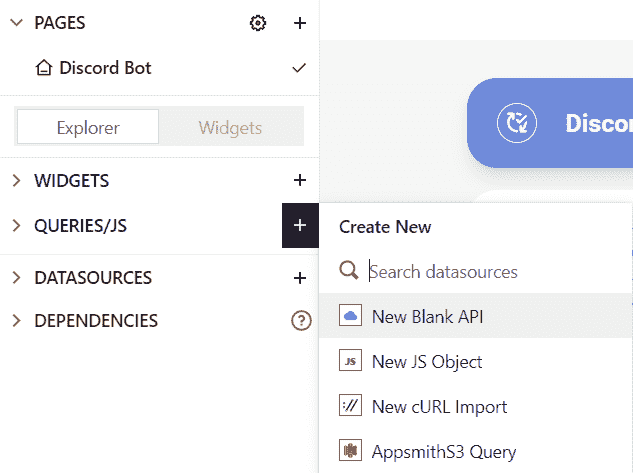 PAGES
Discord Bot
Explorer
Widgets
WIDGETS
QUERIES/JS
DATASOURCES
DEPENDENCIES
?
Create New
Search datasources
New Blank API
JS New JS Object
New cURL Import
AppsmithS3 Query